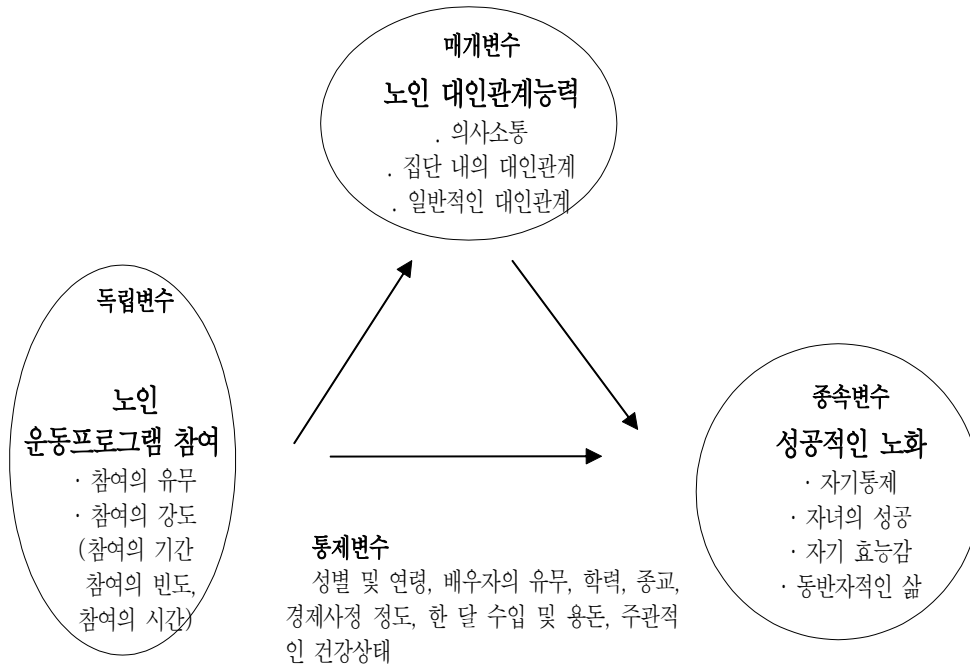 매개변수
노인 대인관계능력
. 의사소통
. 집단 내의 대인관계
. 일반적인 대인관계
독립변수
노인
운동프로그램 참여
· 참여의 유무
· 참여의 강도
(참여의 기간
참여의 빈도,
참여의 시간)
종속변수
성공적인 노화
· 자기통제
· 자녀의 성공
· 자기 효능감
· 동반자적인 삶
통제변수
성별 및 연령, 배우자의 유무, 학력, 종교,
경제사정 정도, 한 달 수입 및 용돈, 주관적
인 건강상태